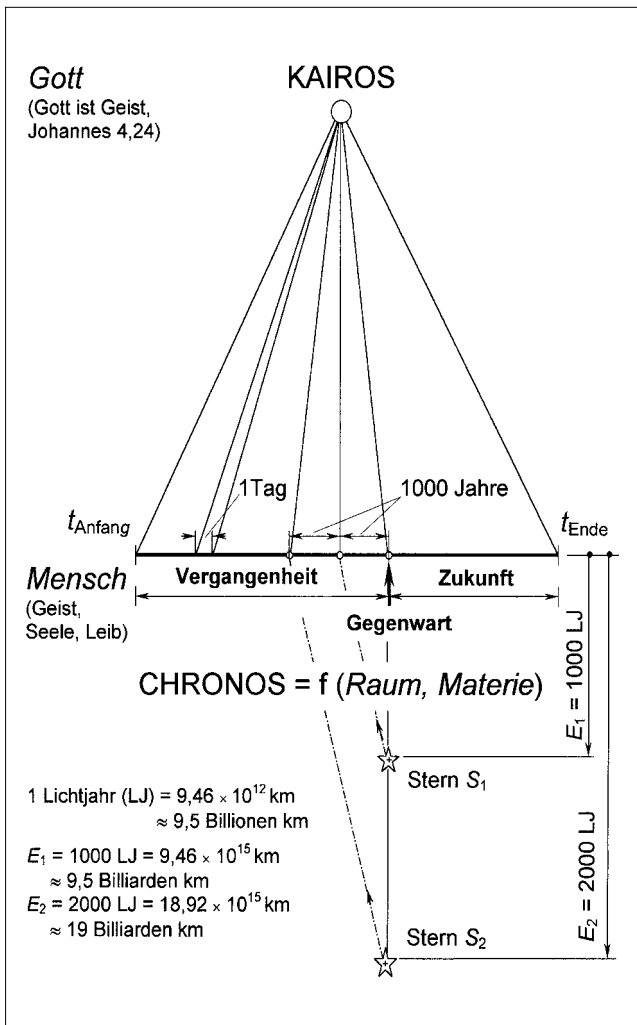 Gott
KAIROS
(Gott ist Geist,
Johannes 4,24)
1Tag
1000 Jahre
tAnfang
tEnde
Mensch
Vergangenheit
Zukunft
(Geist,
Seele, Leib)
Gegenwart
CHRONOS = f (Raum, Materie)
E₁ = 1000 LJ
Stern S₁
1 Lichtjahr (LJ) = 9,46 × 10¹² km
≈ 9,5 Billionen km
E₁ = 1000 LJ = 9,46 × 10¹⁵ km
≈ 9,5 Billiarden km
E₂ = 2000 LJ = 18,92 × 10¹⁵ km
≈ 19 Billiarden km
E₂ = 2000 LJ
Stern S₂